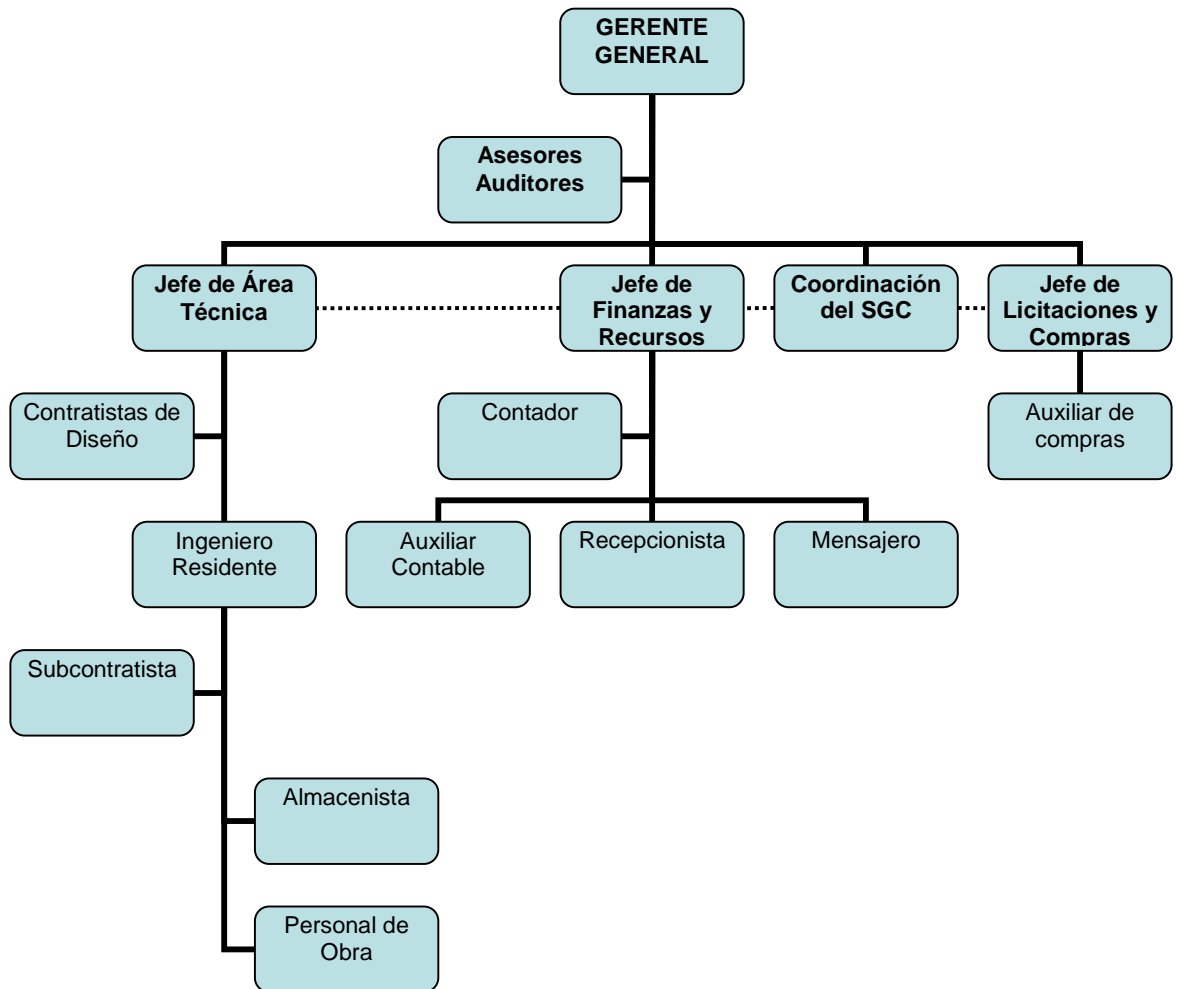 GERENTE
GENERAL
Asesores
Auditores
Jefe de Área
Técnica
Jefe de
Finanzas y
Recursos
Coordinación
del SGC
Jefe de
Licitaciones y
Compras
Contratistas de
Diseño
Contador
Auxiliar de
compras
Ingeniero
Residente
Auxiliar
Contable
Recepcionista
Mensajero
Subcontratista
Almacenista
Personal de
Obra